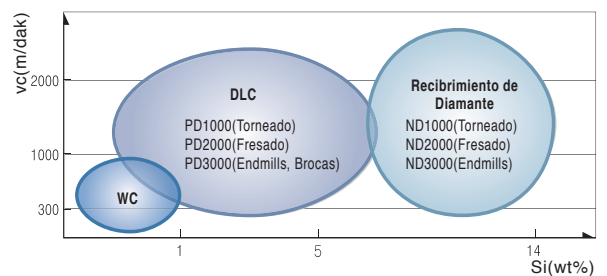 vc(m/dak)
2000
1000
300
DLC
PD1000(Torneado)
PD2000(Fresado)
PD3000(Endmills, Brocas)
Recibrimiento de
Diamante
ND1000(Torneado)
ND2000(Fresado)
ND3000(Endmills)
WC
1
5
14
Si(wt%)